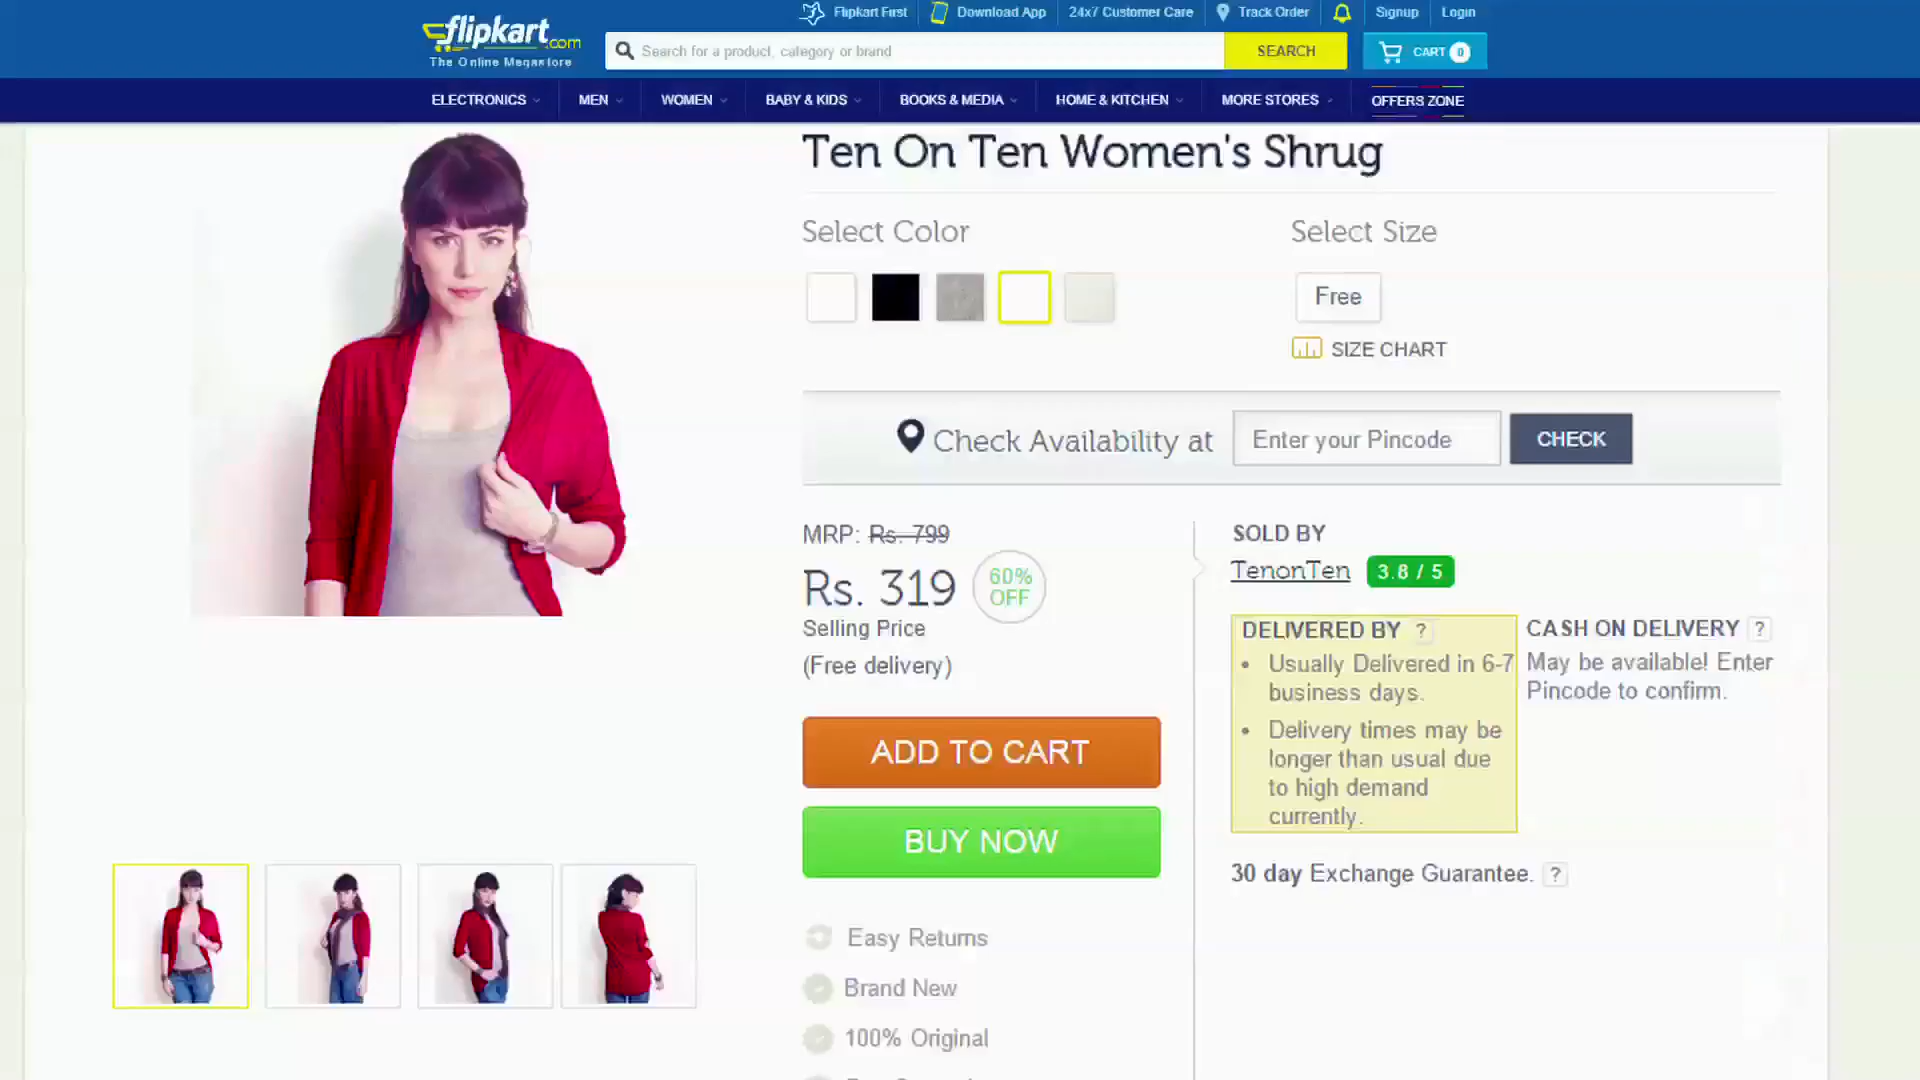 Flipkart First
Download App
24x7 Customer Care
Track Order
Signup
Login
flipkart.com
The Online Megastore
Search for a product, category or brand
SEARCH
CART 0
ELECTRONICS
MEN
WOMEN
BABY & KIDS
BOOKS & MEDIA
HOME & KITCHEN
MORE STORES
OFFERS ZONE
Ten On Ten Women's Shrug
Select Color
Select Size
Free
SIZE CHART
Check Availability at
Enter your Pincode
CHECK
MRP: Rs. 799
Rs. 319
60%
OFF
Selling Price
(Free delivery)
ADD TO CART
BUY NOW
Easy Returns
Brand New
100% Original
SOLD BY
TenonTen 3.8 / 5
DELIVERED BY ?
• Usually Delivered in 6-7
business days.
• Delivery times may be
longer than usual due
to high demand
currently.
CASH ON DELIVERY ?
May be available! Enter
Pincode to confirm.
30 day Exchange Guarantee. ?